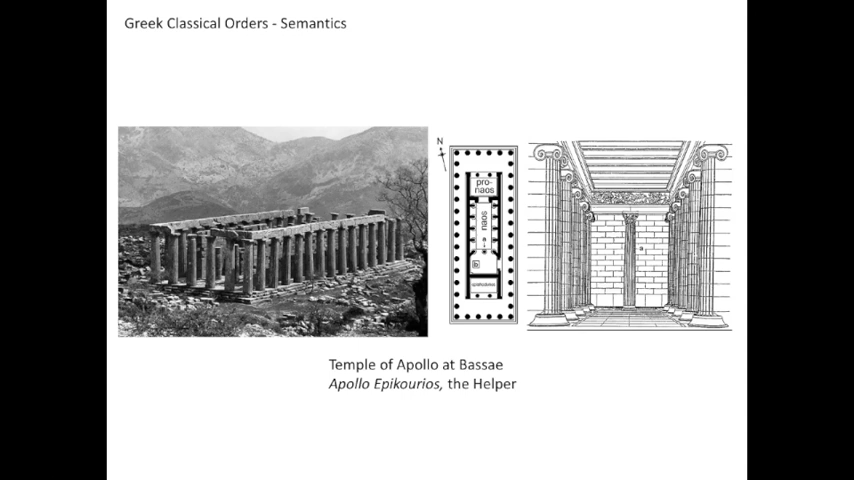 Greek Classical Orders - Semantics
N
pro-
naos
naos
a
b
a
Temple of Apollo at Bassae
Apollo Epikourios, the Helper